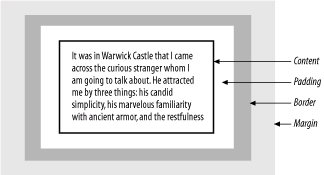 It was in Warwick Castle that I came
across the curious stranger whom I
am going to talk about. He attracted
me by three things: his candid
simplicity, his marvelous familiarity
with ancient armor, and the restfulness
Content
Padding
Border
Margin